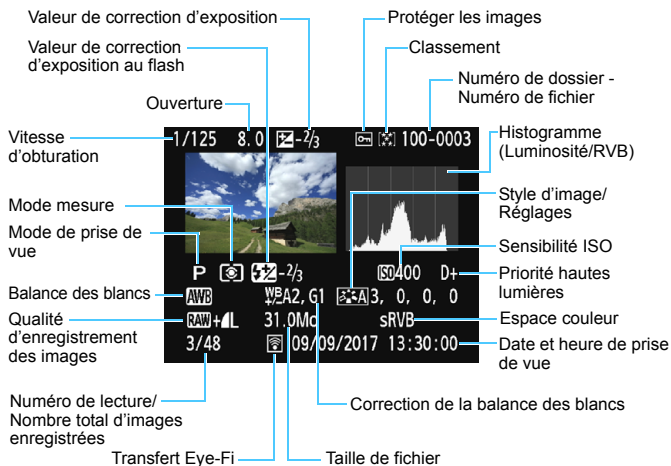 Valeur de correction d'exposition
Protéger les images
Valeur de correction
d'exposition au flash
Classement
Numéro de dossier -
Numéro de fichier
Ouverture
Vitesse
d'obturation
1/125 8.0 -2/3 100-0003
Histogramme
(Luminosité/RVB)
Mode mesure
Style d'image/
Réglages
Mode de prise de
vue
Sensibilité ISO
P -2/3 ISO400 D+
Priorité hautes
lumières
Balance des blancs
AWB WB A2, G1 A 3, 0, 0, 0
Qualité
d'enregistrement
des images
RAW+L 31.0Mo sRVB
Espace couleur
3/48 09/09/2017 13:30:00
Date et heure de prise
de vue
Numéro de lecture/
Nombre total d'images
enregistrées
Correction de la balance des blancs
Transfert Eye-Fi
Taille de fichier